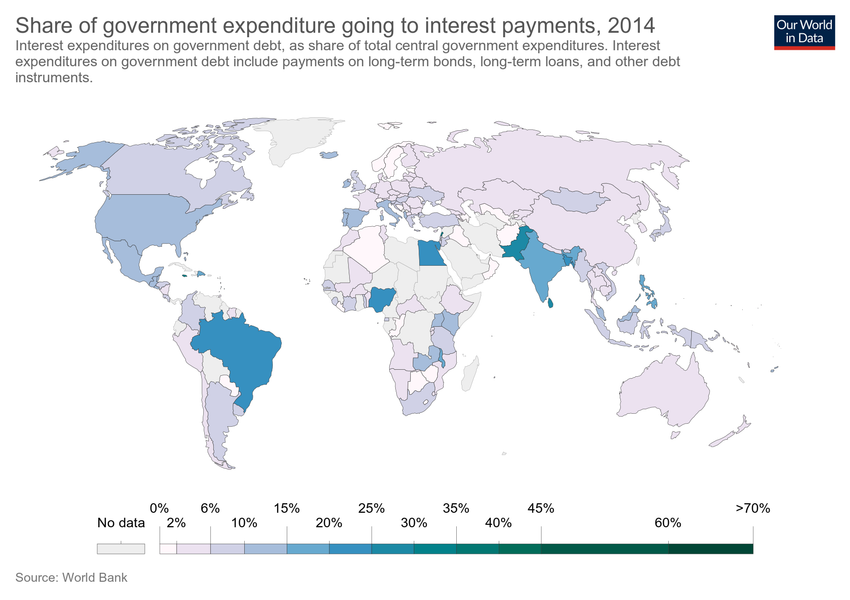 Share of government expenditure going to interest payments, 2014
Our World
in Data
Interest expenditures on government debt, as share of total central government expenditures. Interest
expenditures on government debt include payments on long-term bonds, long-term loans, and other debt
instruments.
0% 6% 15% 25% 35% 45% >70%
No data 2% 10% 20% 30% 40% 60%
Source: World Bank